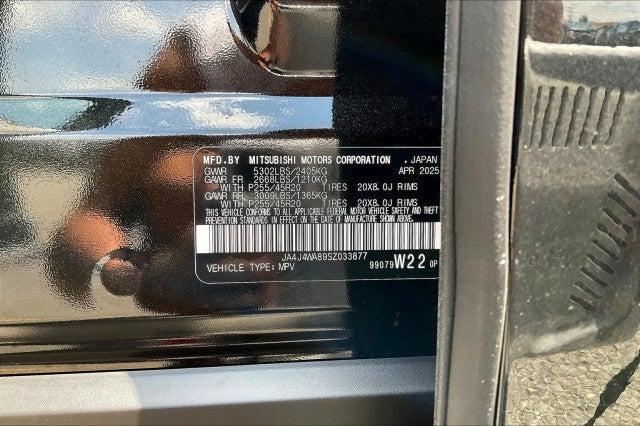 MFD.BY MITSUBISHI MOTORS CORPORATION , JAPAN
GVWR 5302LBS/2405KG APR 2025
GAWR FR 2668LBS/1210KG
WITH P255/45R20 TIRES 20X8.0J RIMS
GAWR RR 3009LBS/1365KG
WITH P255/45R20 TIRES 20X8.0J RIMS
THIS VEHICLE CONFORMS TO ALL APPLICABLE FEDERAL MOTOR VEHICLE SAFETY AND THEFT
PREVENTION STANDARDS IN EFFECT ON THE DATE OF MANUFACTURE SHOWN ABOVE.
JA4J4WA89SZ033877
VEHICLE TYPE: MPV 99079 W22 0P